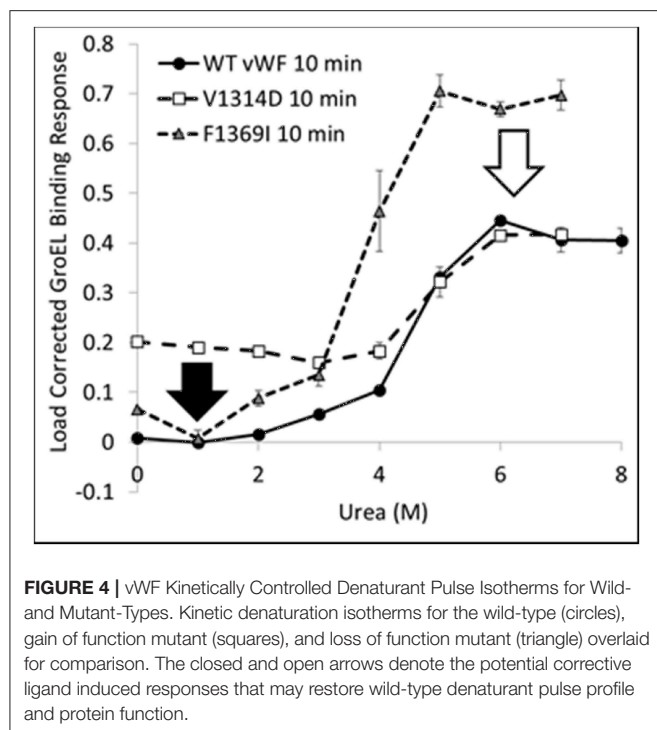 0.8
0.7
0.6
0.5
0.4
0.3
0.2
0.1
0
-0.1
Load Corrected GroEL Binding Response
WT vWF 10 min
V1314D 10 min
F1369I 10 min
0 2 4 6 8
Urea (M)
FIGURE 4 | vWF Kinetically Controlled Denaturant Pulse Isotherms for Wild-
and Mutant-Types. Kinetic denaturation isotherms for the wild-type (circles),
gain of function mutant (squares), and loss of function mutant (triangle) overlaid
for comparison. The closed and open arrows denote the potential corrective
ligand induced responses that may restore wild-type denaturant pulse profile
and protein function.